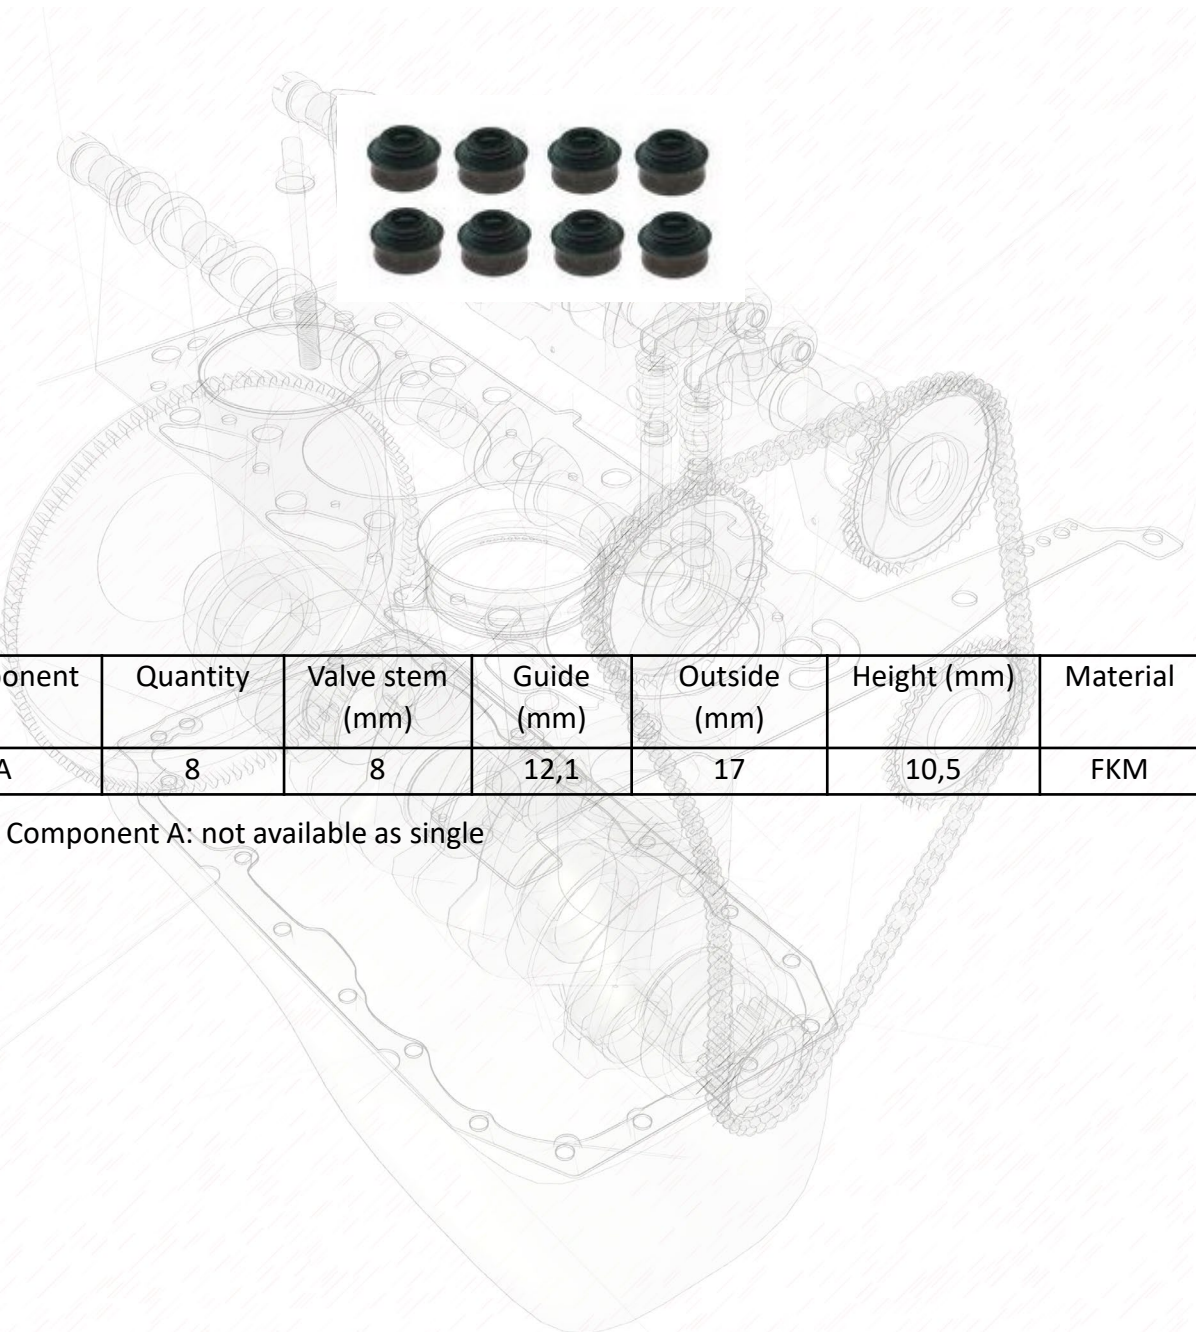 ponent Quantity Valve stem (mm) Guide (mm) Outside (mm) Height (mm) Material
A 8 8 12,1 17 10,5 FKM
Component A: not available as single